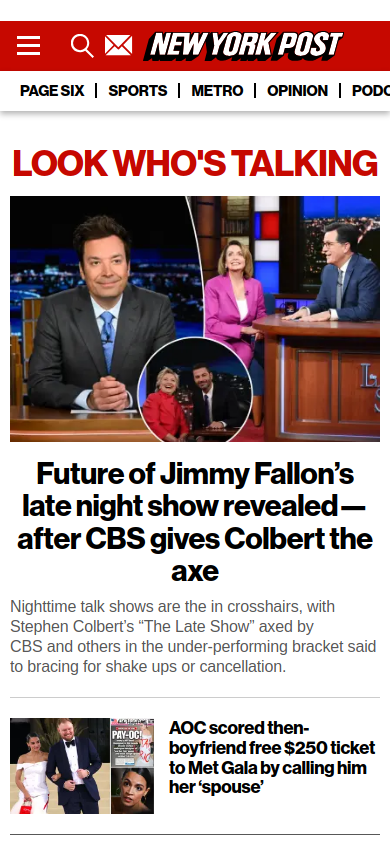 NEW YORK POST
PAGE SIX
SPORTS
METRO
OPINION
PODC
LOOK WHO'S TALKING
Future of Jimmy Fallon’s
late night show revealed —
after CBS gives Colbert the
axe
Nighttime talk shows are the in crosshairs, with
Stephen Colbert’s “The Late Show” axed by
CBS and others in the under-performing bracket said
to bracing for shake ups or cancellation.
PAY-OC!
AOC scored then-
boyfriend free $250 ticket
to Met Gala by calling him
her ‘spouse’